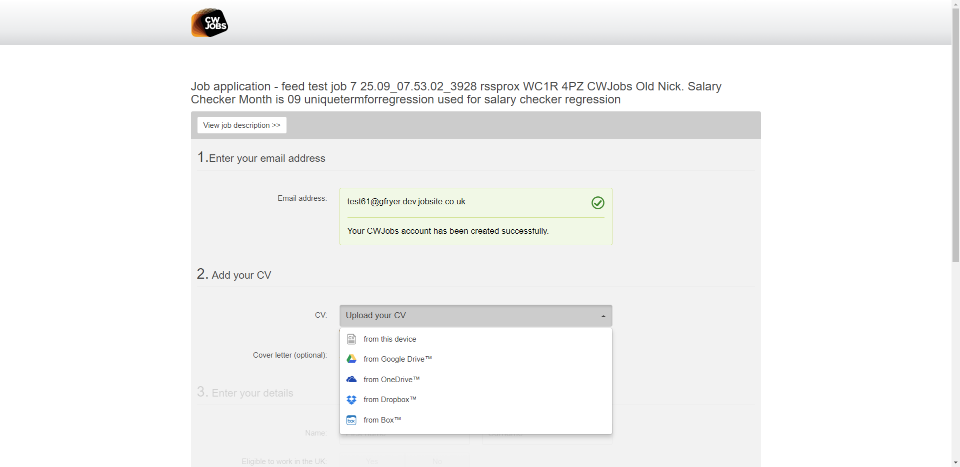 CW
JOBS
Job application - feed test job 7 25.09_07.53.02_3928 rssprox WC1R 4PZ CWJobs Old Nick. Salary
Checker Month is 09 uniquetermforregression used for salary checker regression
View job description >>
1.Enter your email address
Email address:
test61@gfryer.dev.jobsite.co.uk
Your CWJobs account has been created successfully.
2. Add your CV
CV:
Upload your CV
from this device
from Google Drive™
Cover letter (optional):
from OneDrive™
3. Enter your details
from Dropbox™
from Box™
Name:
Eligible to work in the UK: